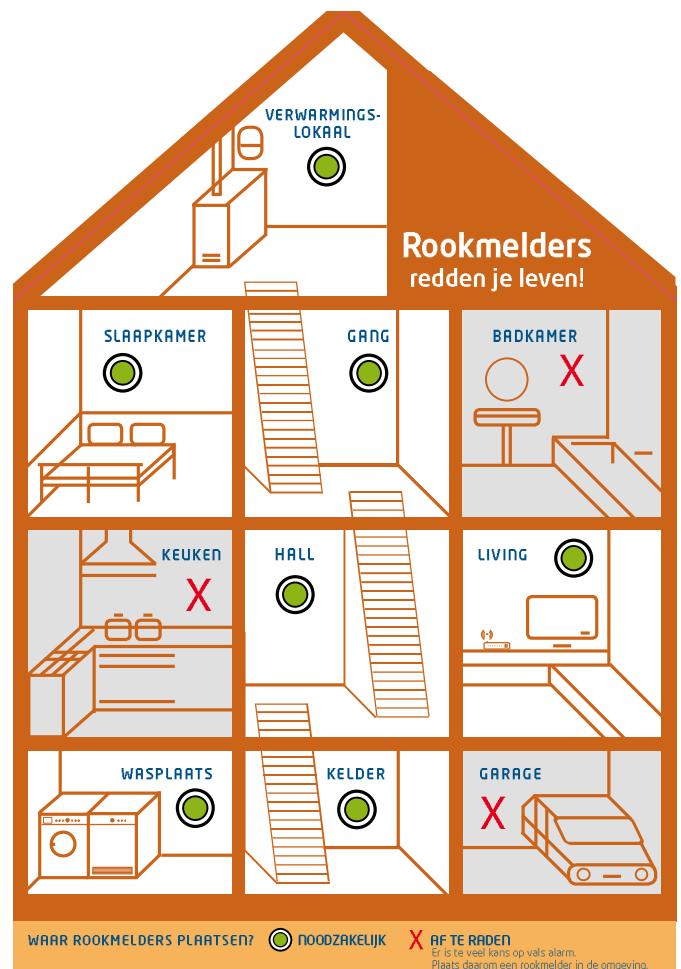 VERWARMINGS-
LOKAAL
Rookmelders
redden je leven!
SLAAPKAMER
GANG
BADKAMER
X
KEUKEN
X
HALL
LIVING
WASPLAATS
KELDER
GARAGE
X
WAAR ROOKMELDERS PLAATSEN? NOODZAKELIJK X AF TE RADEN
Er is te veel kans op vals alarm.
Plaats daarom een rookmelder in de omgeving.